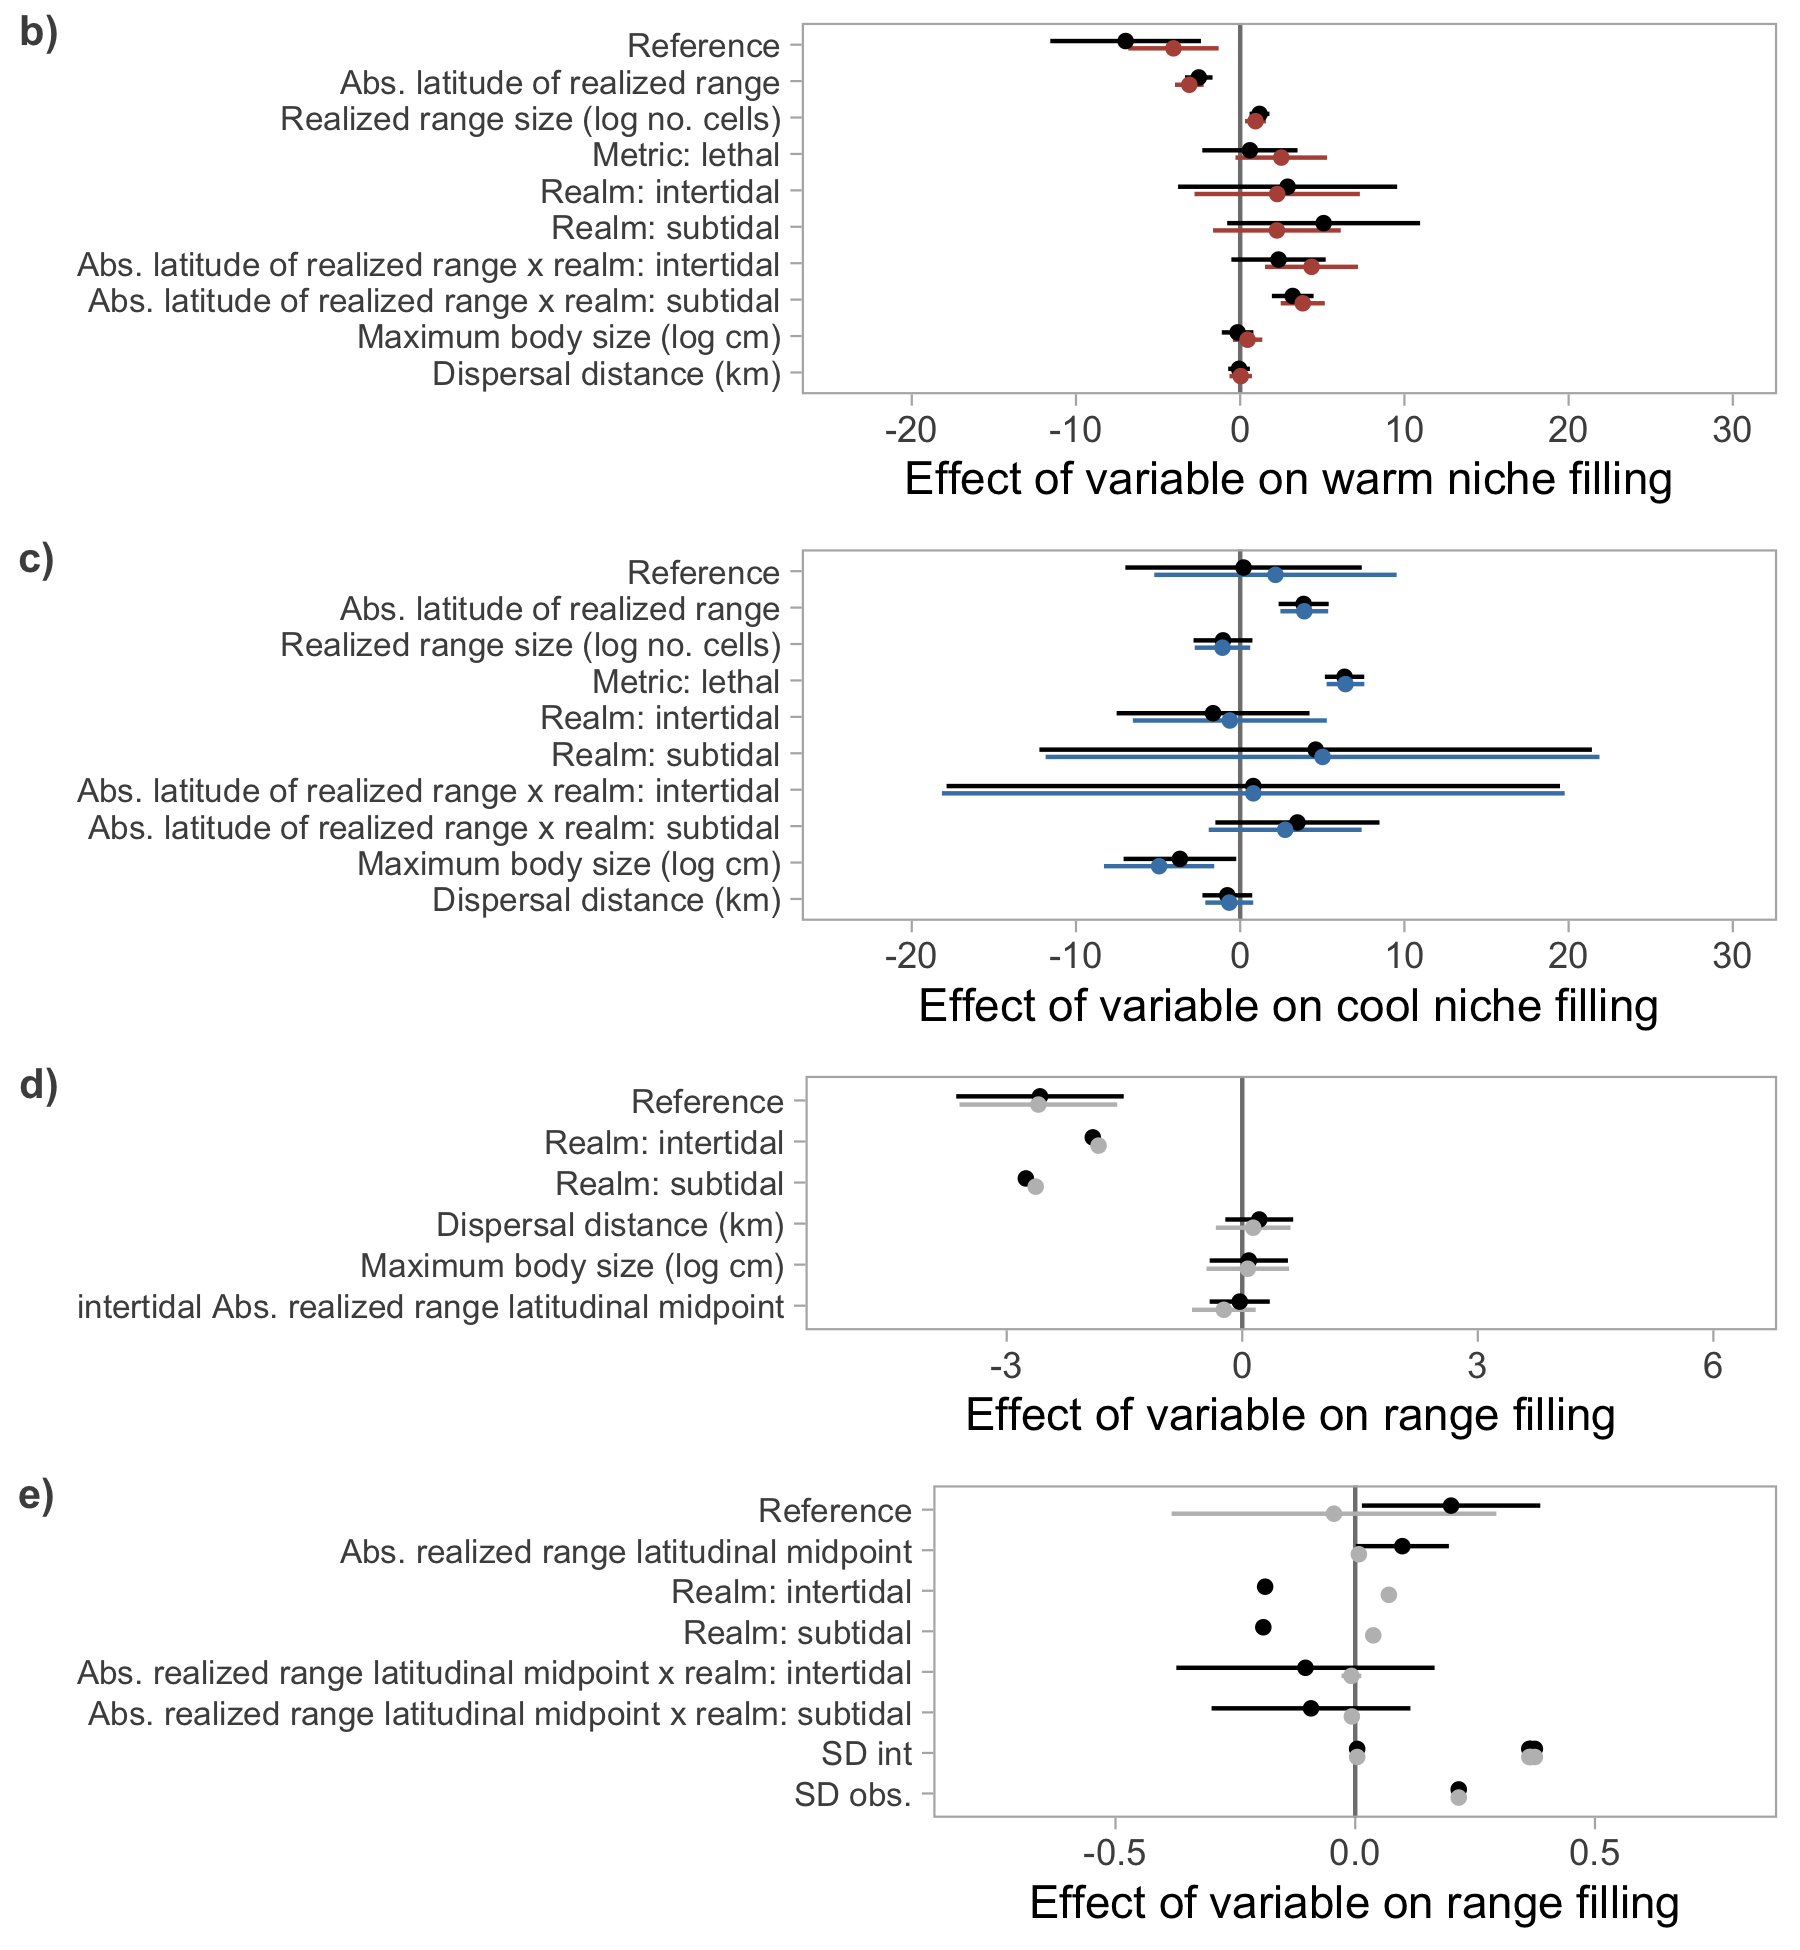 b)
Reference
Abs. latitude of realized range
Realized range size (log no. cells)
Metric: lethal
Realm: intertidal
Realm: subtidal
Abs. latitude of realized range x realm: intertidal
Abs. latitude of realized range x realm: subtidal
Maximum body size (log cm)
Dispersal distance (km)
-20 -10 0 10 20 30
Effect of variable on warm niche filling
c)
Reference
Abs. latitude of realized range
Realized range size (log no. cells)
Metric: lethal
Realm: intertidal
Realm: subtidal
Abs. latitude of realized range x realm: intertidal
Abs. latitude of realized range x realm: subtidal
Maximum body size (log cm)
Dispersal distance (km)
-20 -10 0 10 20 30
Effect of variable on cool niche filling
d)
Reference
Realm: intertidal
Realm: subtidal
Dispersal distance (km)
Maximum body size (log cm)
intertidal Abs. realized range latitudinal midpoint
-3 0 3 6
Effect of variable on range filling
e)
Reference
Abs. realized range latitudinal midpoint
Realm: intertidal
Realm: subtidal
Abs. realized range latitudinal midpoint x realm: intertidal
Abs. realized range latitudinal midpoint x realm: subtidal
SD int
SD obs.
-0.5 0.0 0.5
Effect of variable on range filling